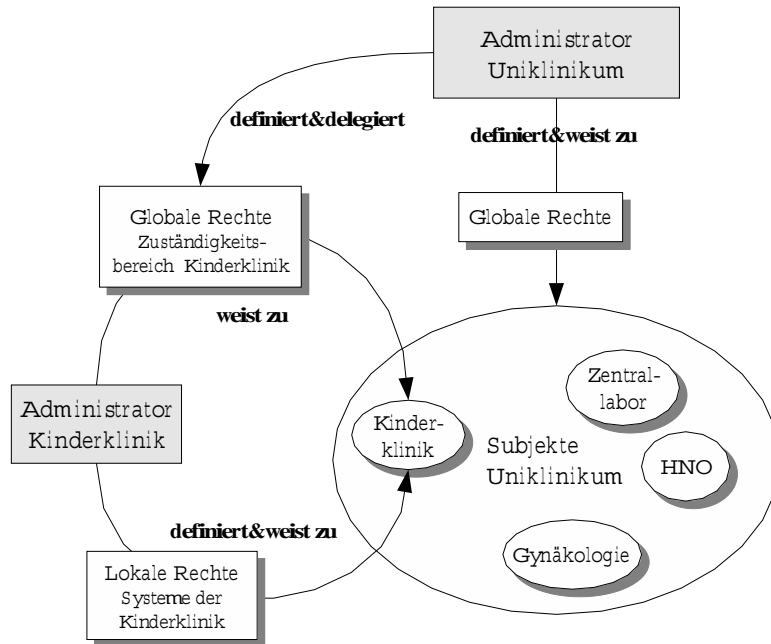 Administrator
Uniklinikum
definiert&delegiert
definiert&weist zu
Globale Rechte
Zuständigkeits-
bereich Kinderklinik
Globale Rechte
weist zu
Zentral-
labor
Administrator
Kinderklinik
Kinder-
klinik
Subjekte
Uniklinikum
HNO
definiert&weist zu
Gynäkologie
Lokale Rechte
Systeme der
Kinderklinik